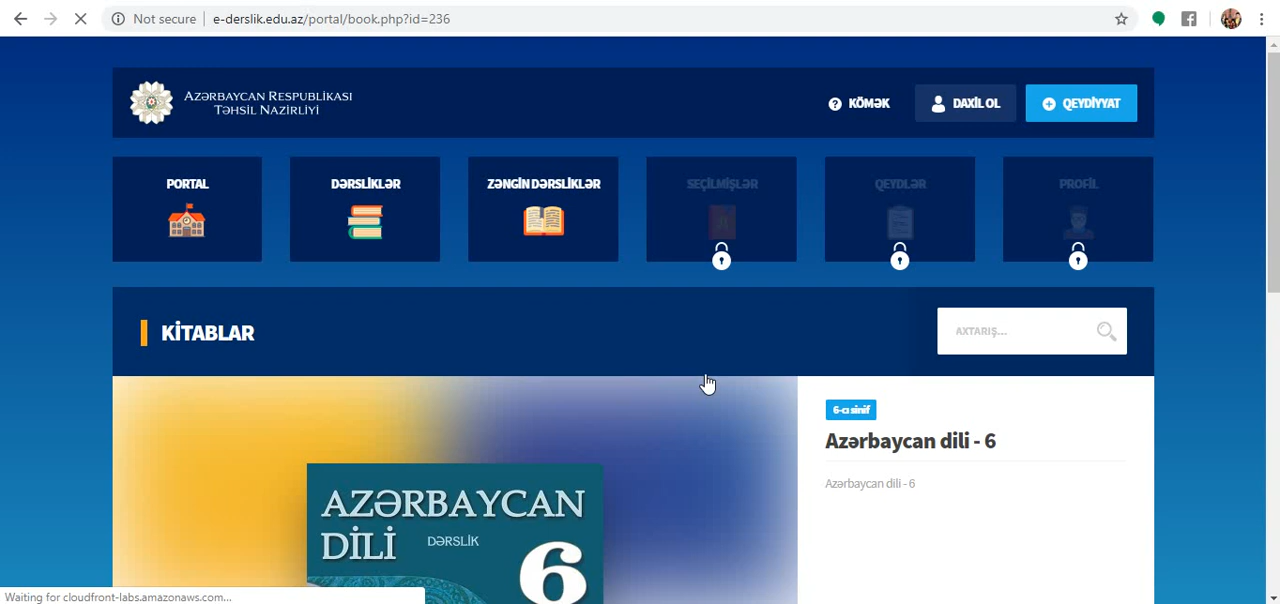 Not secure
e-derslik.edu.az/portal/book.php?id=236
AZƏRBAYCAN RESPUBLİKASI
TƏHSİL NAZİRLİYİ
KÖMƏK
DAXİL OL
QEYDİYYAT
PORTAL
DƏRSLİKLƏR
ZƏNGİN DƏRSLİKLƏR
SEÇİLMİŞLƏR
QEYDLƏR
PROFİL
KİTABLAR
AXTARIŞ...
6-cı sinif
Azərbaycan dili - 6
Azərbaycan dili - 6
AZƏRBAYCAN
DİLİ
DƏRSLİK
6
Waiting for cloudfront-labs.amazonaws.com...